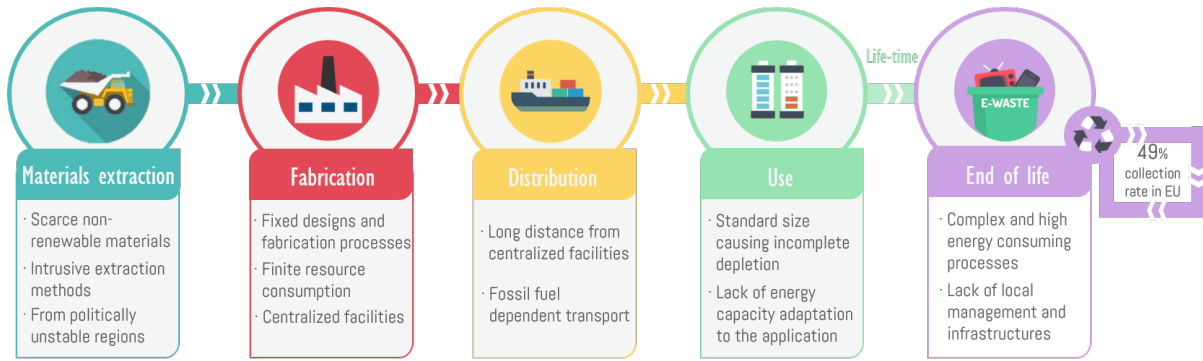 Life-time
E-WASTE
49%
collection
rate in EU
Materials extraction
· Scarce non-
renewable materials
· Intrusive extraction
methods
· From politically
unstable regions
Fabrication
· Fixed designs and
fabrication processes
· Finite resource
consumption
· Centralized facilities
Distribution
· Long distance from
centralized facilities
· Fossil fuel
dependent transport
Use
· Standard size
causing incomplete
depletion
· Lack of energy
capacity adaptation
to the application
End of life
· Complex and high
energy consuming
processes
· Lack of local
management and
infrastructures